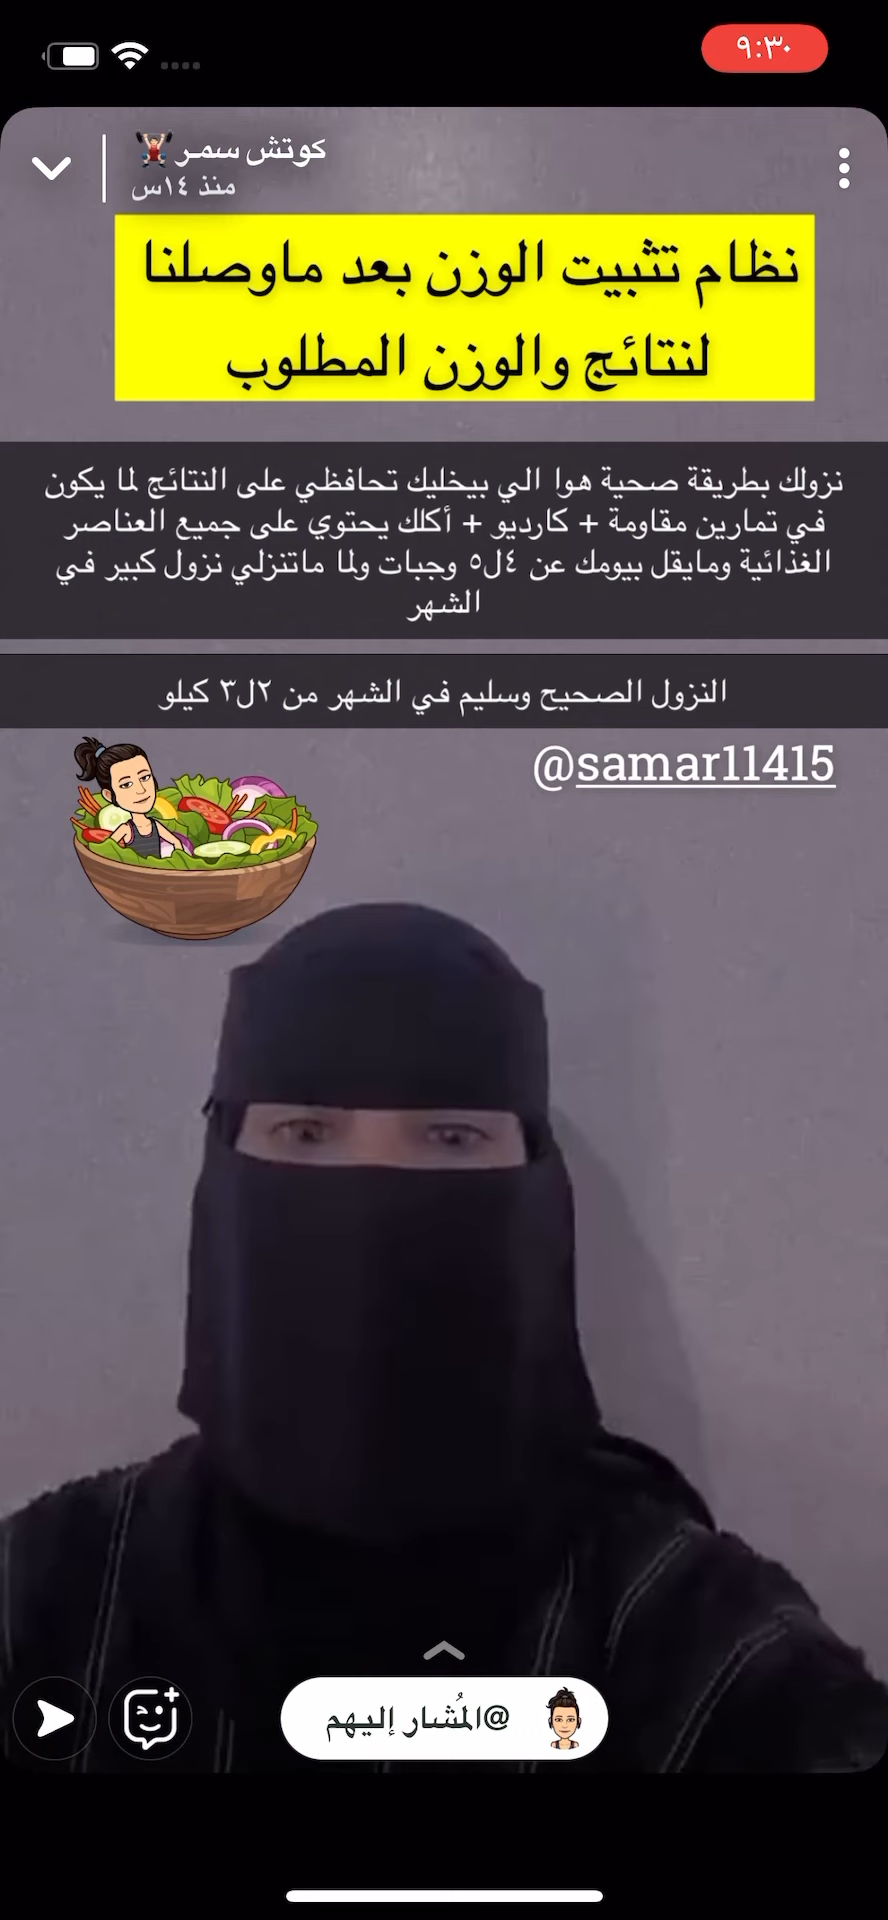 ٩:٣٠
كوتش سمر
منذ ١٤س
نظام تثبيت الوزن بعد ماوصلنا
لنتائج والوزن المطلوب
نزولك بطريقة صحية هوا الي بيخليك تحافظي على النتائج لما يكون
في تمارين مقاومة + كارديو + أكلك يحتوي على جميع العناصر
الغذائية ومايقل بيومك عن ٤ل٥ وجبات ولما ماتنزلي نزول كبير في
الشهر
النزول الصحيح وسليم في الشهر من ٢ل٣ كيلو
@samar11415
@المُشار إليهم